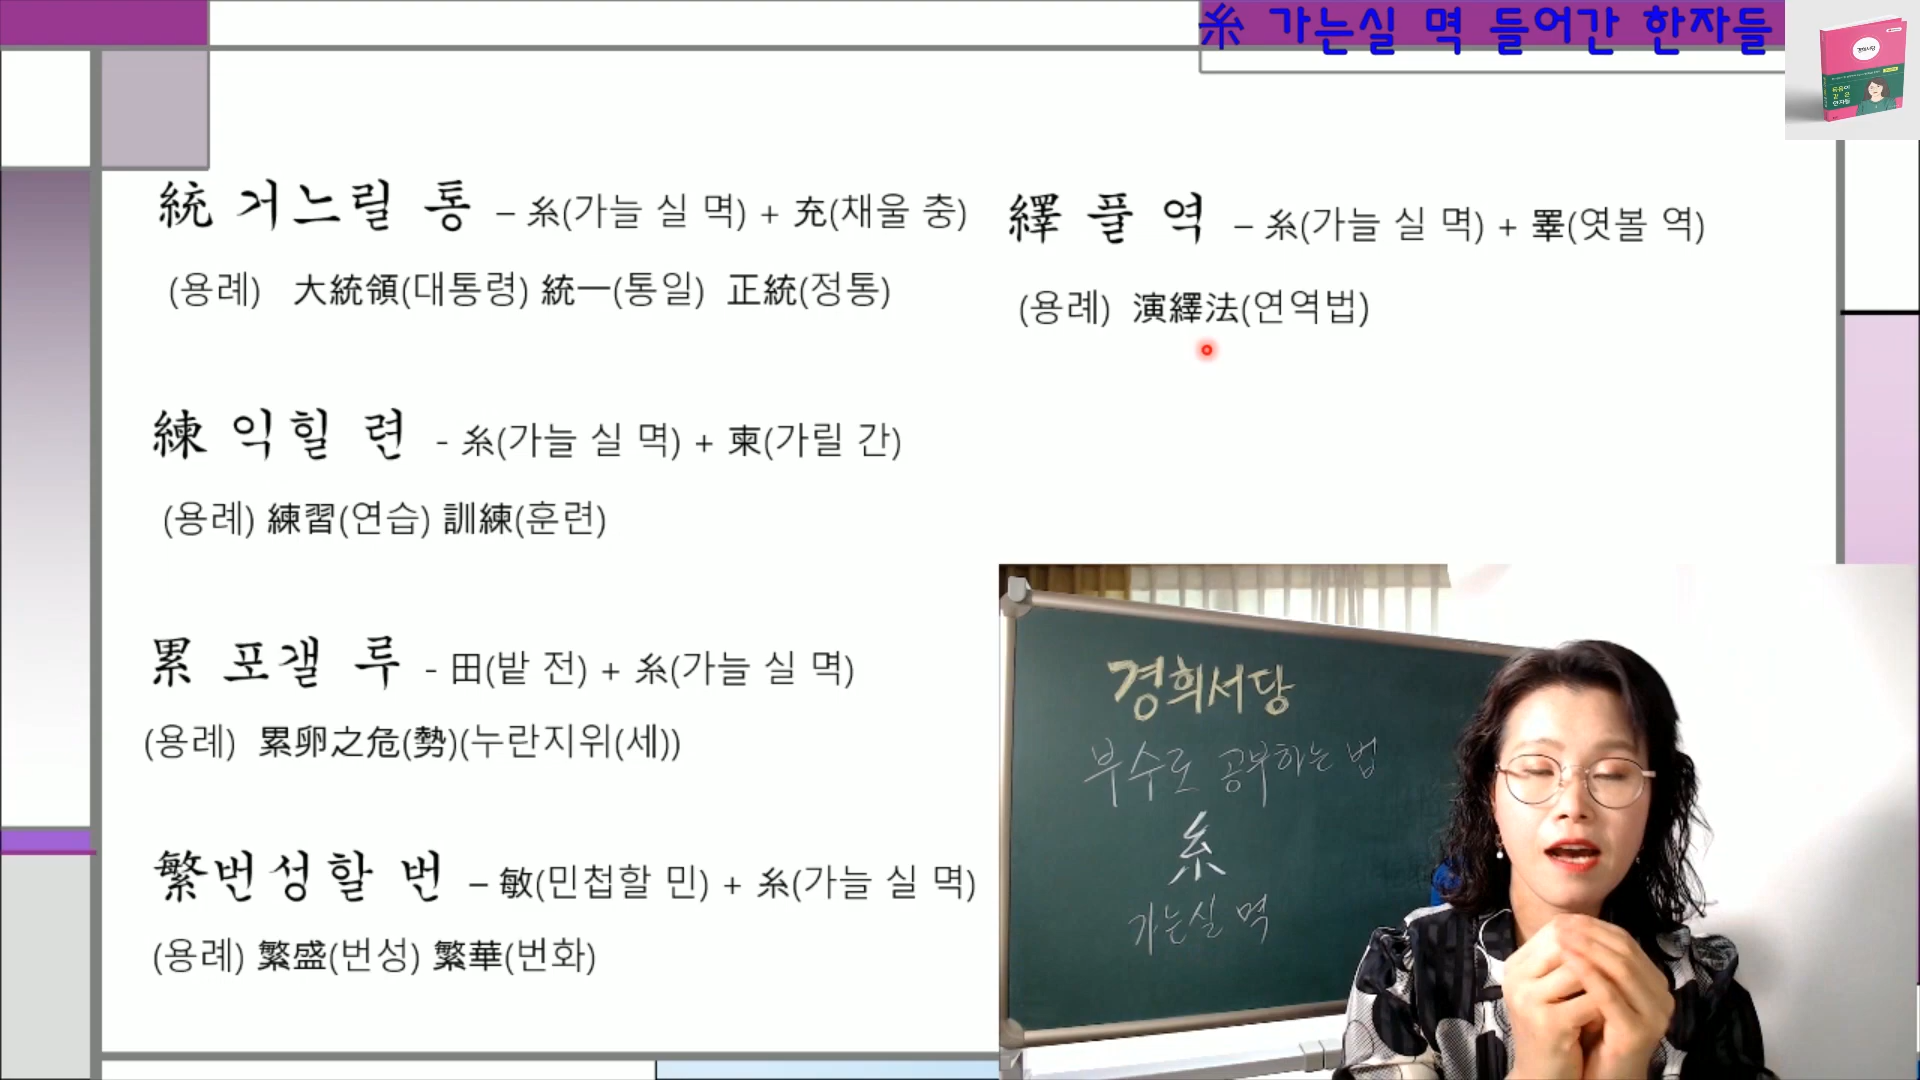 糸 가는실 멱 들어간 한자들
統 거느릴 통 – 糸(가늘 실 멱) + 充(채울 충)
(용례) 大統領(대통령) 統一(통일) 正統(정통)
練 익힐 련 - 糸(가늘 실 멱) + 柬(가릴 간)
(용례) 練習(연습) 訓練(훈련)
累 포갤 루 - 田(밭 전) + 糸(가늘 실 멱)
(용례) 累卵之危(勢)(누란지위(세))
繁번성할 번 – 敏(민첩할 민) + 糸(가늘 실 멱)
(용례) 繁盛(번성) 繁華(번화)
繹 풀 역 – 糸(가늘 실 멱) + 睪(엿볼 역)
(용례) 演繹法(연역법)
경희서당
부수로 공부하는 법
糸
가는실 멱